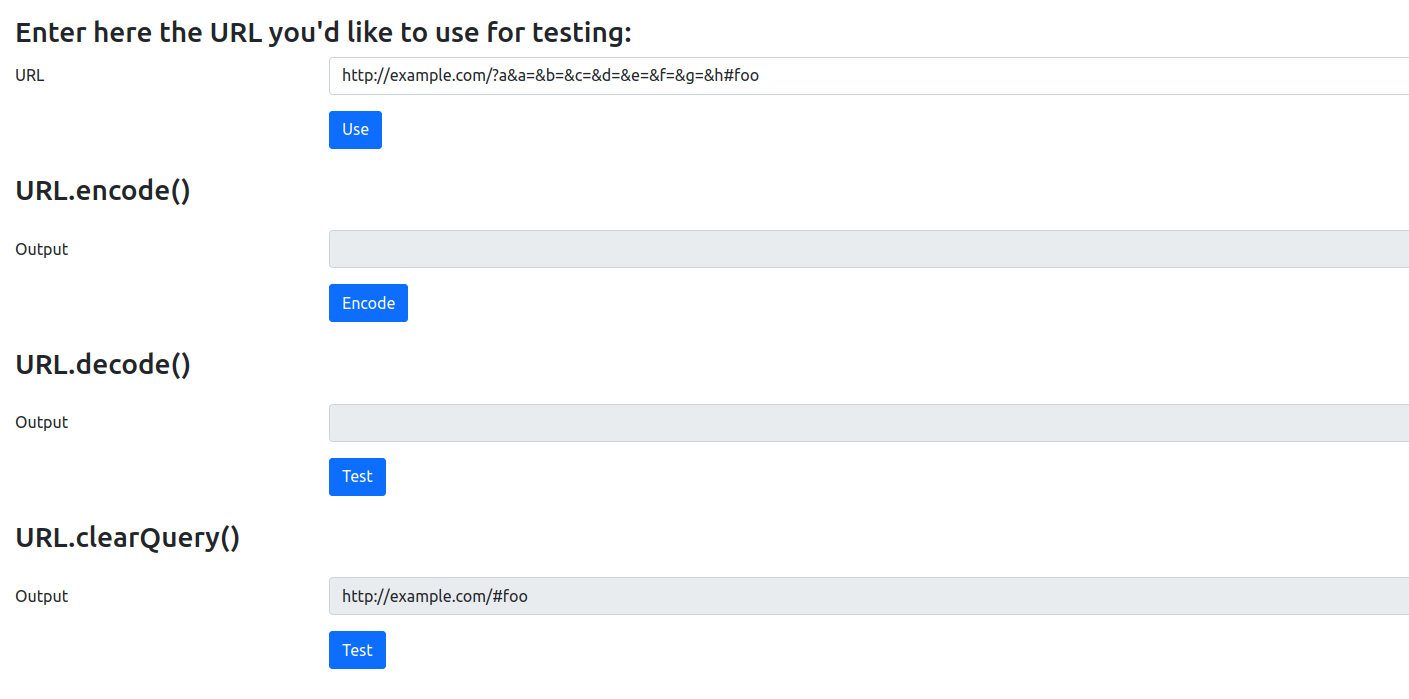 Enter here the URL you'd like to use for testing:
URL
http://example.com/?a&a=&b=&c=&d=&e=&f=&g=&h#foo
Use
URL.encode()
Output
Encode
URL.decode()
Output
Test
URL.clearQuery()
Output
http://example.com/#foo
Test